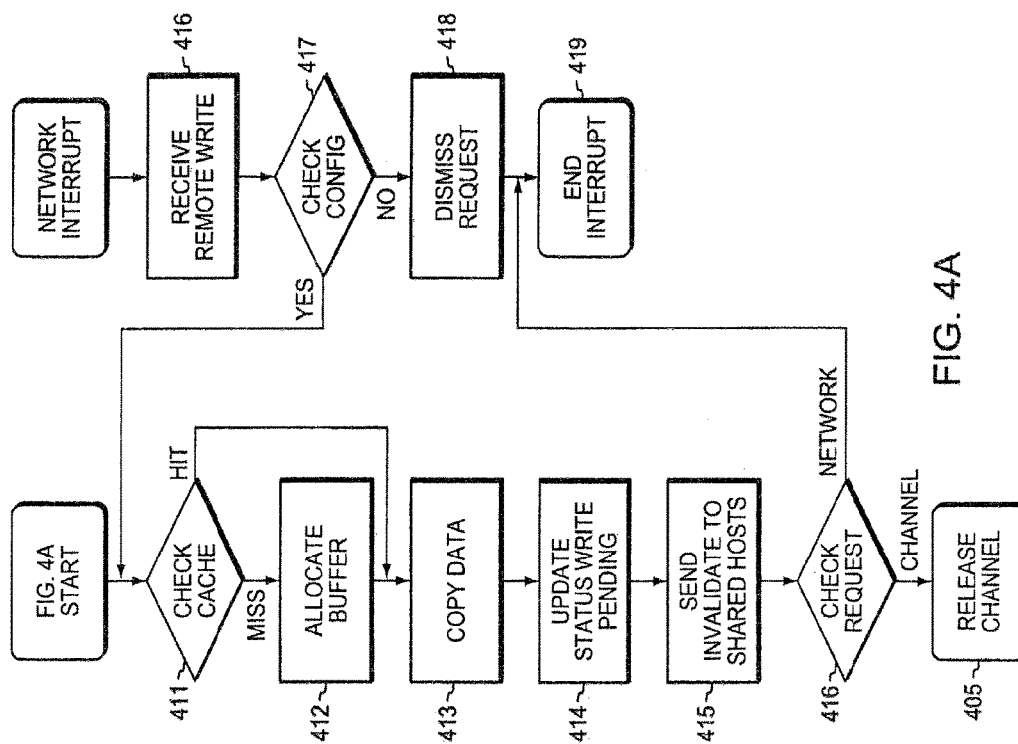 FIG. 4A
START
411
CHECK
CACHE
HIT
MISS
412
ALLOCATE
BUFFER
413
COPY DATA
414
UPDATE
STATUS WRITE
PENDING
415
SEND
INVALIDATE TO
SHARED HOSTS
416
CHECK
REQUEST
NETWORK
CHANNEL
405
RELEASE
CHANNEL
NETWORK
INTERRUPT
416
RECEIVE
REMOTE WRITE
417
CHECK
CONFIG
YES
NO
418
DISMISS
REQUEST
419
END
INTERRUPT
FIG. 4A